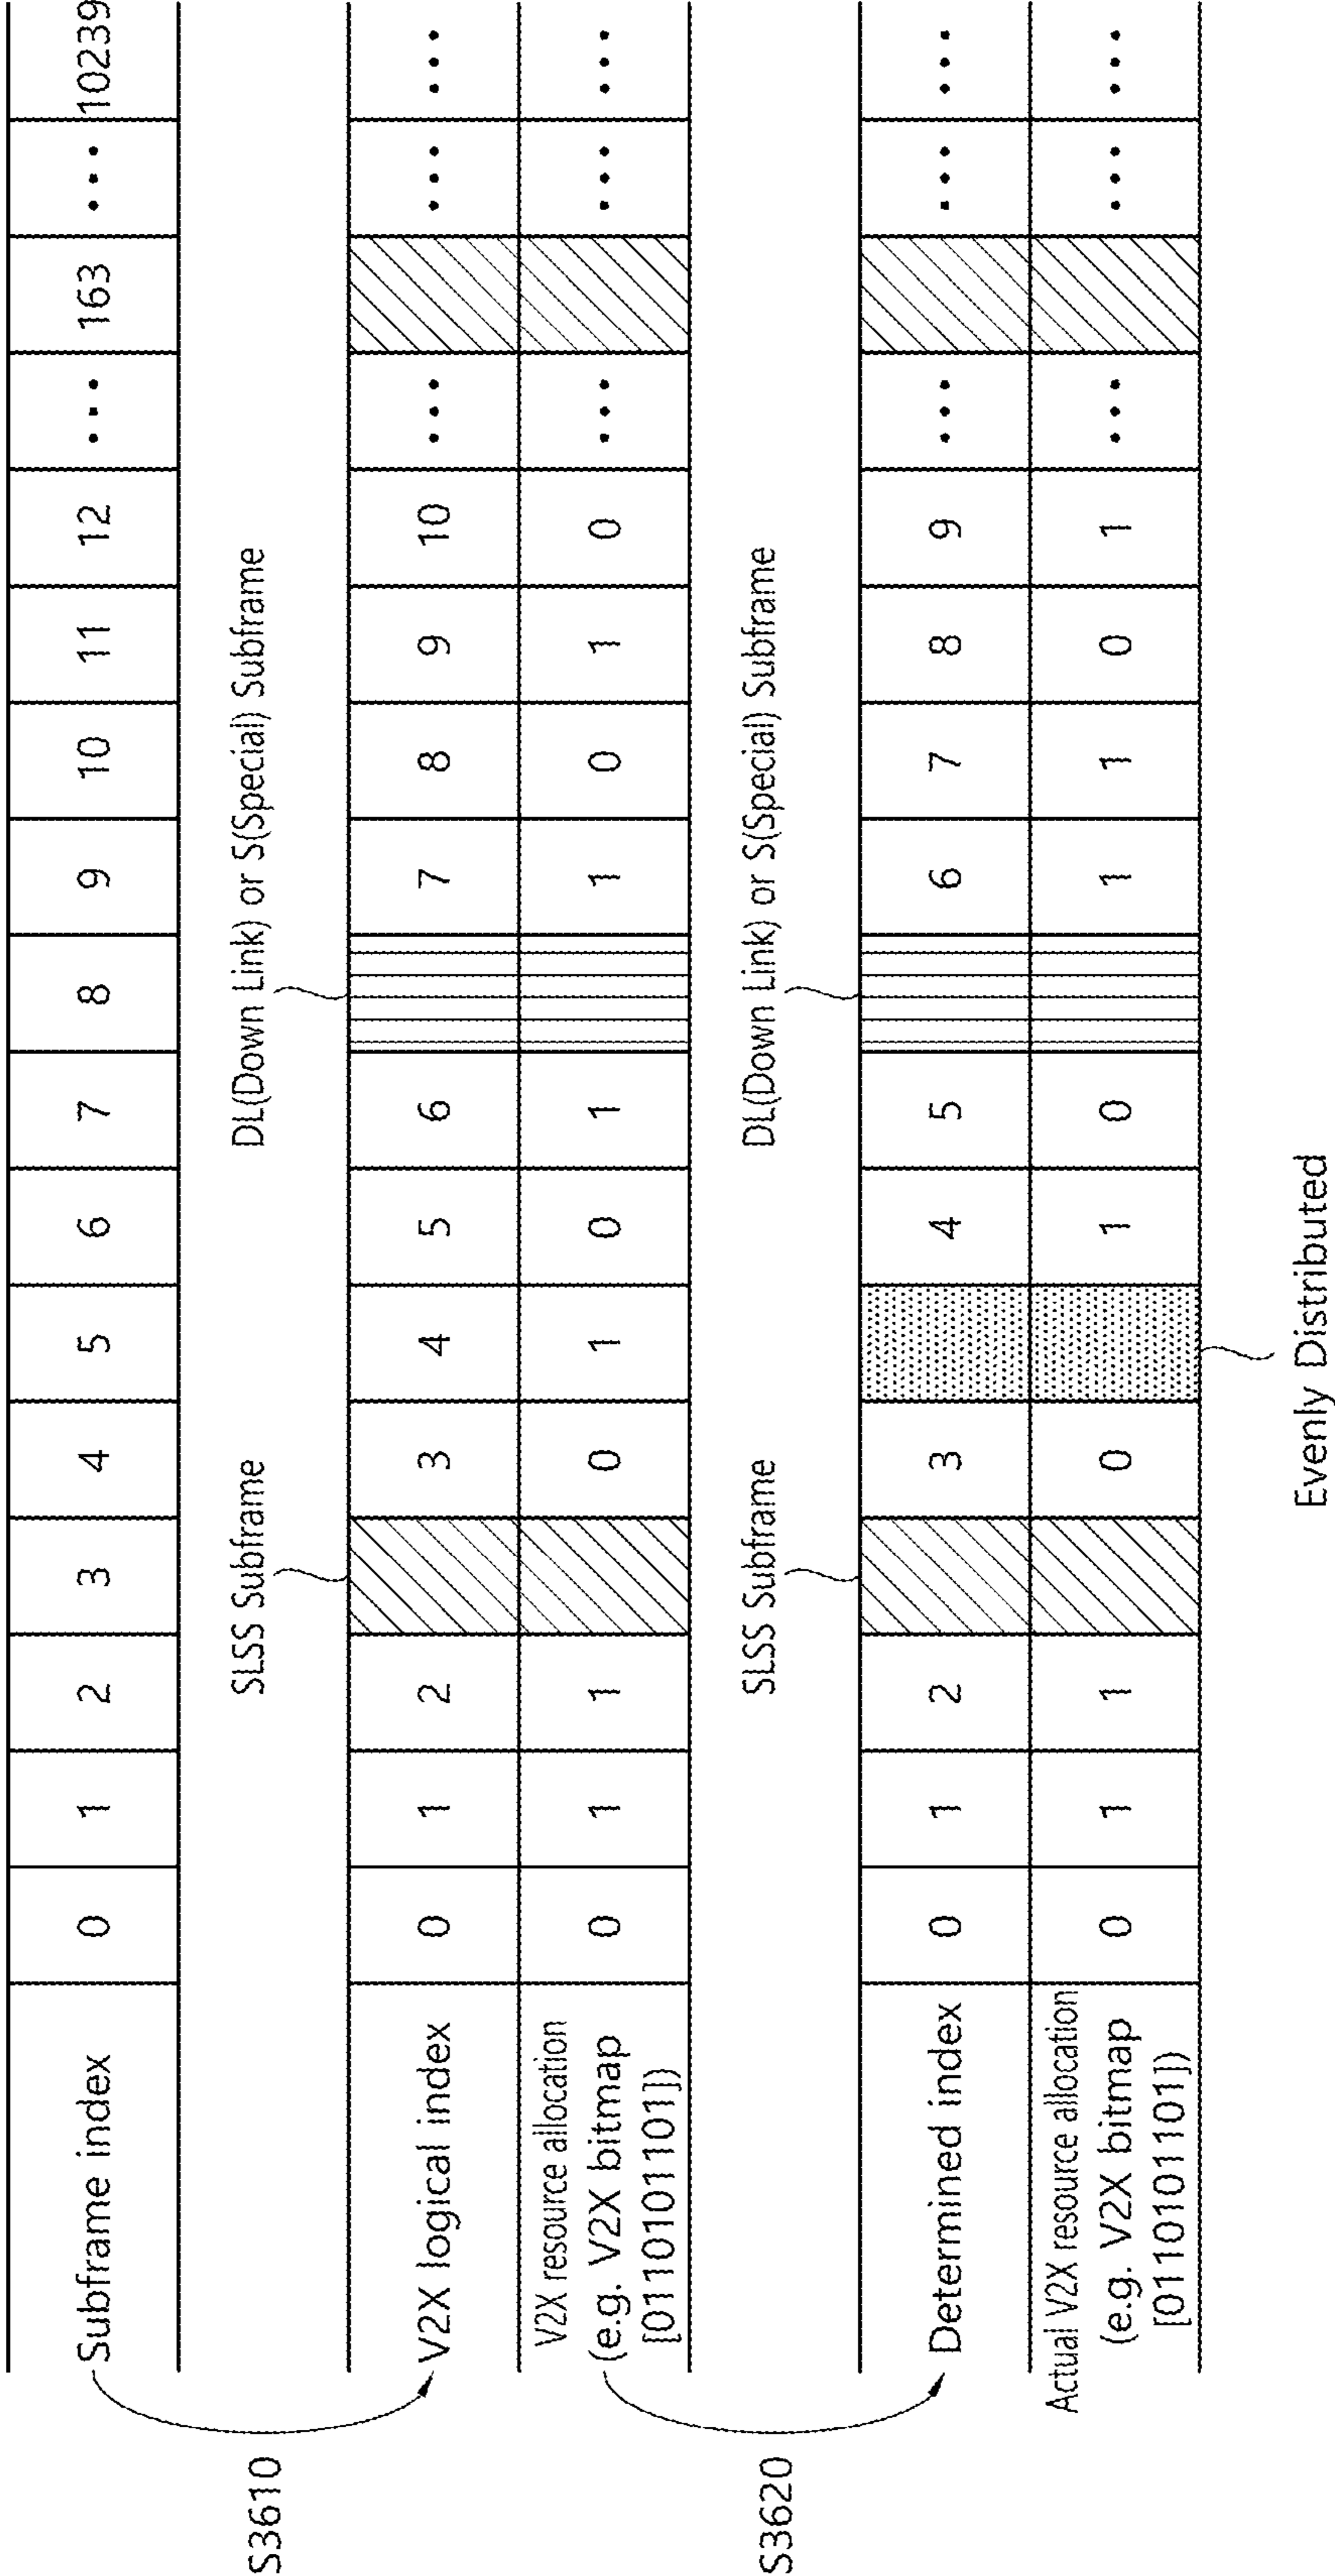 Subframe index 0 1 2 3 4 5 6 7 8 9 10 11 12 ... 163 ... 10239
S3610
SLSS Subframe
DL(Down Link) or S(Special) Subframe
V2X logical index 0 1 2 3 4 5 6 7 8 9 10 ... ... ...
V2X resource allocation
(e.g. V2X bitmap
[0110101101])
0 1 1 0 1 0 1 1 0 1 0 ... ... ...
S3620
SLSS Subframe
DL(Down Link) or S(Special) Subframe
Determined index 0 1 2 3 4 5 6 7 8 9 ... ... ...
Actual V2X resource allocation
(e.g. V2X bitmap
[0110101101])
0 1 1 0 1 0 1 1 0 1 ... ... ...
Evenly Distributed